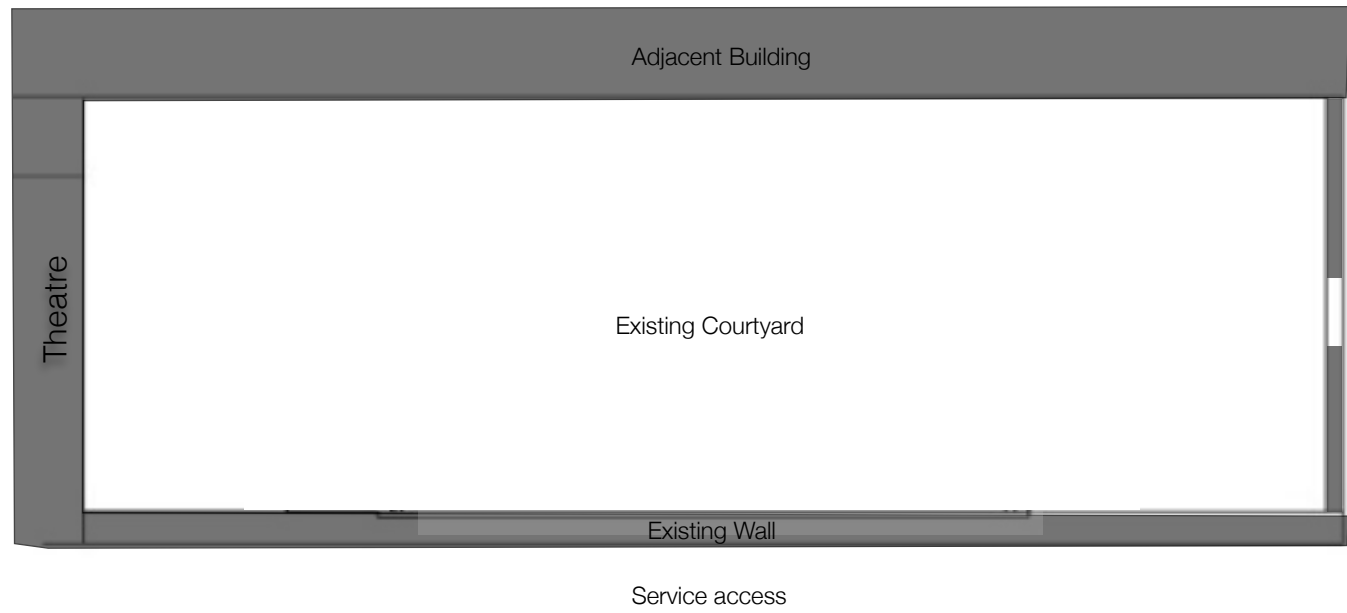 Adjacent Building
Theatre
Existing Courtyard
Existing Wall
Service access